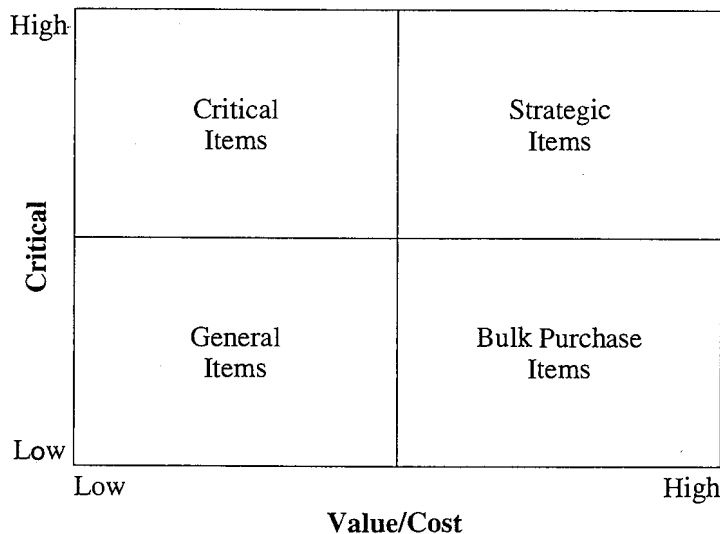 High
Critical
Items
Strategic
Items
Critical
General
Items
Bulk Purchase
Items
Low
Low
High
Value/Cost